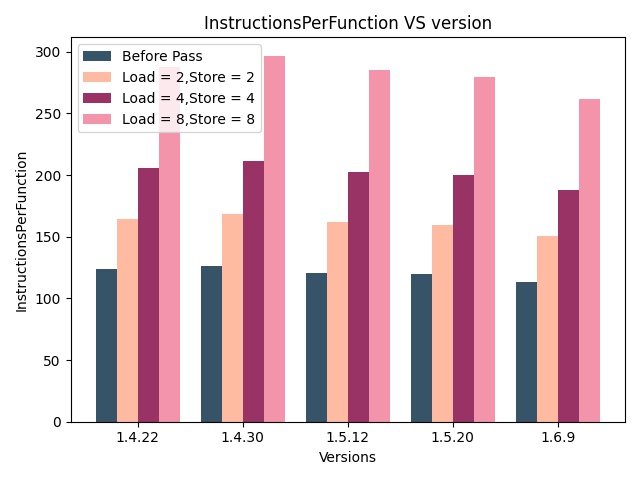 InstructionsPerFunction VS version
Before Pass
Load = 2,Store = 2
Load = 4,Store = 4
Load = 8,Store = 8
300
250
200
150
100
50
0
InstructionsPerFunction
1.4.22 1.4.30 1.5.12 1.5.20 1.6.9
Versions